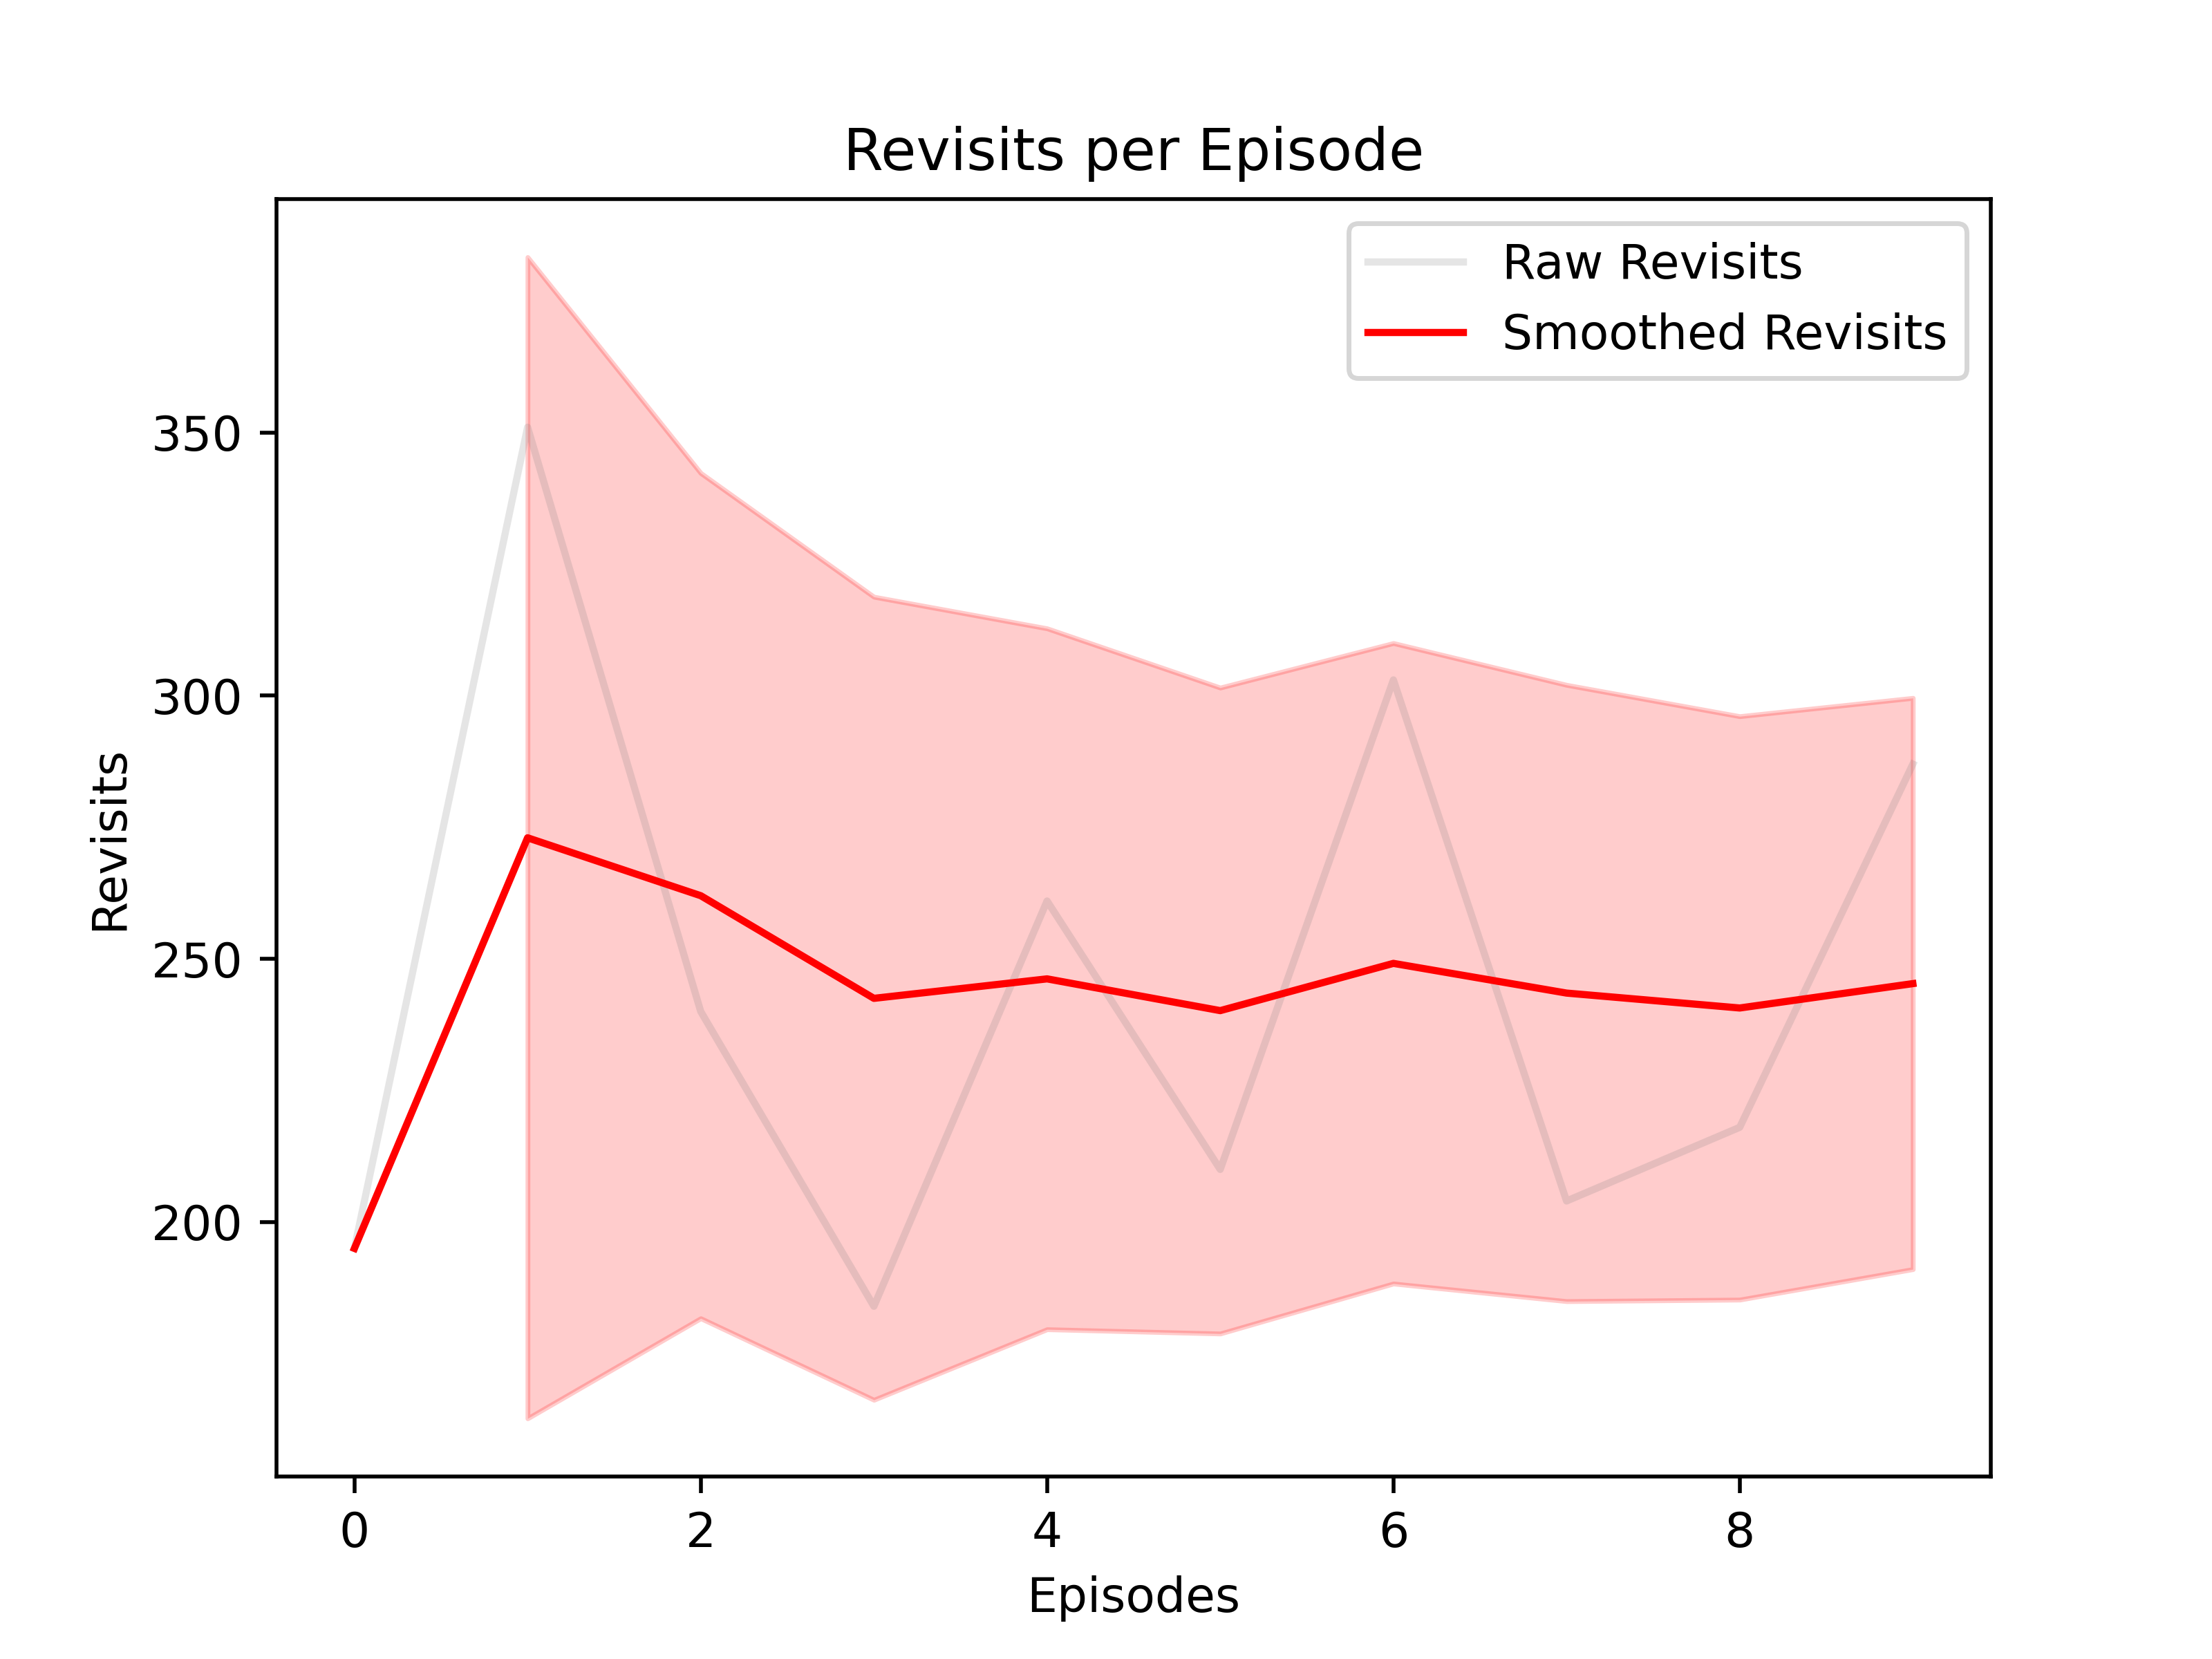 Revisits per Episode
Raw Revisits
Smoothed Revisits
Revisits
350
300
250
200
0 2 4 6 8
Episodes